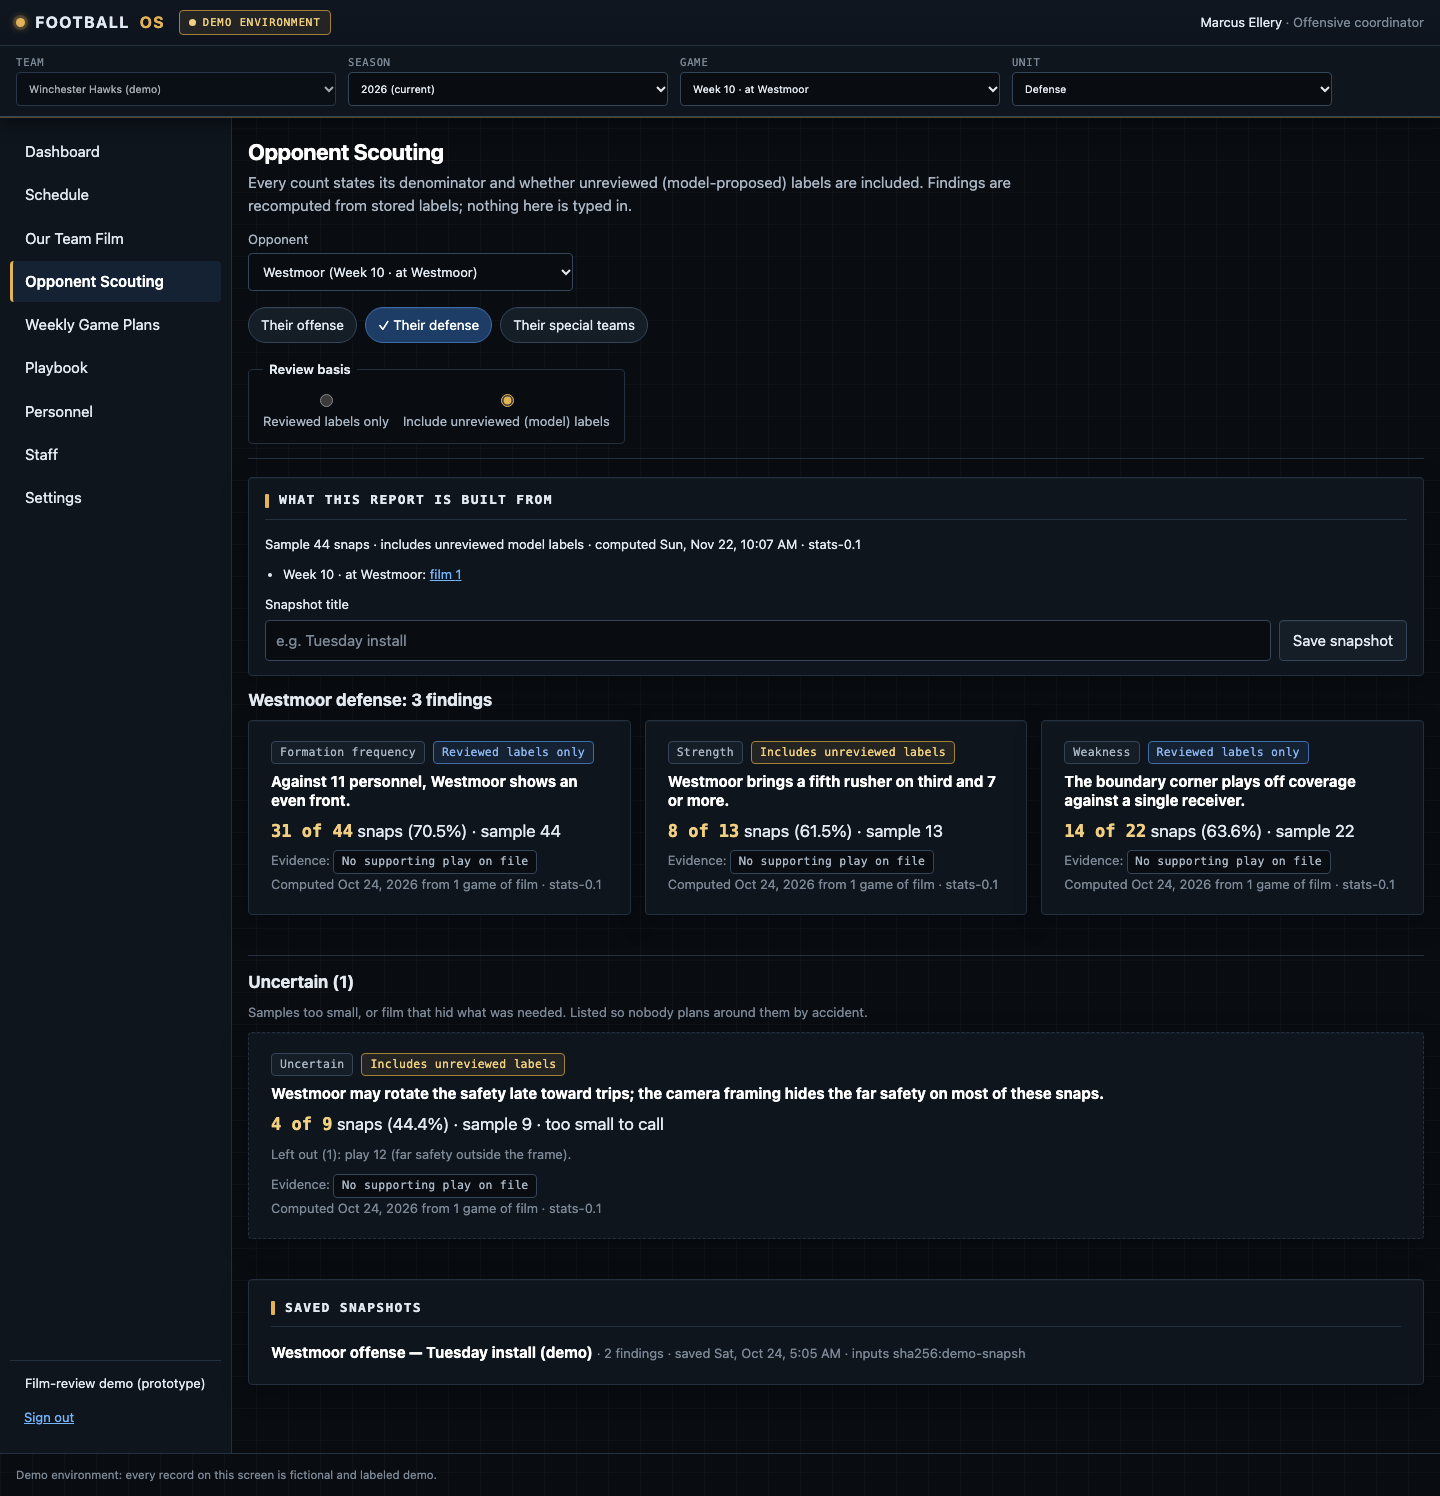 FOOTBALL OS
DEMO ENVIRONMENT
Marcus Ellery · Offensive coordinator
TEAM
Winchester Hawks (demo)
SEASON
2026 (current)
GAME
Week 10 · at Westmoor
UNIT
Defense
Dashboard
Schedule
Our Team Film
Opponent Scouting
Weekly Game Plans
Playbook
Personnel
Staff
Settings
Film-review demo (prototype)
Sign out
Opponent Scouting
Every count states its denominator and whether unreviewed (model-proposed) labels are included. Findings are
recomputed from stored labels; nothing here is typed in.
Opponent
Westmoor (Week 10 · at Westmoor)
Their offense
✓ Their defense
Their special teams
Review basis
Reviewed labels only
Include unreviewed (model) labels
WHAT THIS REPORT IS BUILT FROM
Sample 44 snaps · includes unreviewed model labels · computed Sun, Nov 22, 10:07 AM · stats-0.1
• Week 10 · at Westmoor: film 1
Snapshot title
e.g. Tuesday install
Save snapshot
Westmoor defense: 3 findings
Formation frequency
Reviewed labels only
Against 11 personnel, Westmoor shows an
even front.
31 of 44 snaps (70.5%) · sample 44
Evidence: No supporting play on file
Computed Oct 24, 2026 from 1 game of film · stats-0.1
Strength
Includes unreviewed labels
Westmoor brings a fifth rusher on third and 7
or more.
8 of 13 snaps (61.5%) · sample 13
Evidence: No supporting play on file
Computed Oct 24, 2026 from 1 game of film · stats-0.1
Weakness
Reviewed labels only
The boundary corner plays off coverage
against a single receiver.
14 of 22 snaps (63.6%) · sample 22
Evidence: No supporting play on file
Computed Oct 24, 2026 from 1 game of film · stats-0.1
Uncertain (1)
Samples too small, or film that hid what was needed. Listed so nobody plans around them by accident.
Uncertain
Includes unreviewed labels
Westmoor may rotate the safety late toward trips; the camera framing hides the far safety on most of these snaps.
4 of 9 snaps (44.4%) · sample 9 · too small to call
Left out (1): play 12 (far safety outside the frame).
Evidence: No supporting play on file
Computed Oct 24, 2026 from 1 game of film · stats-0.1
SAVED SNAPSHOTS
Westmoor offense — Tuesday install (demo) · 2 findings · saved Sat, Oct 24, 5:05 AM · inputs sha256:demo-snapsh
Demo environment: every record on this screen is fictional and labeled demo.